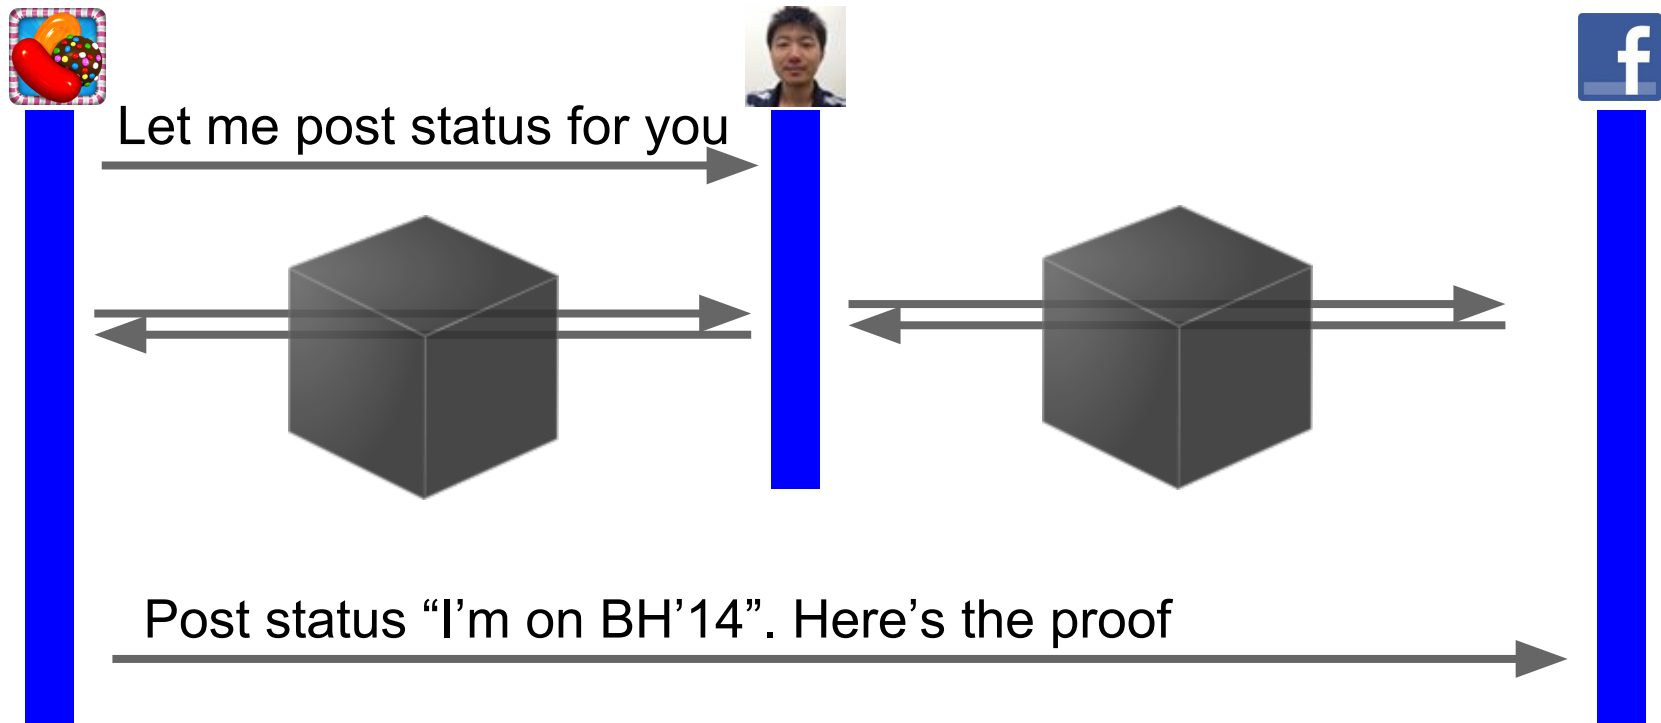 Let me post status for you
Post status “I’m on BH’14”. Here’s the proof